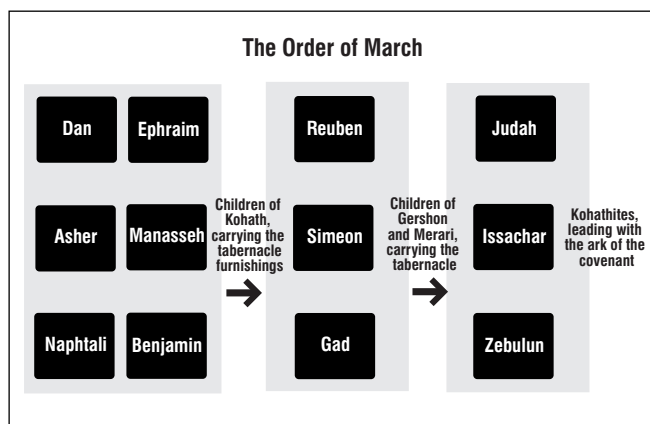 The Order of March
Dan
Ephraim
Reuben
Judah
Children of
Kohath,
carrying the
tabernacle
furnishings
Children of
Gershon
and Merari,
carrying the
tabernacle
Kohathites,
leading with
the ark of the
covenant
Asher
Manasseh
Simeon
Issachar
Naphtali
Benjamin
Gad
Zebulun